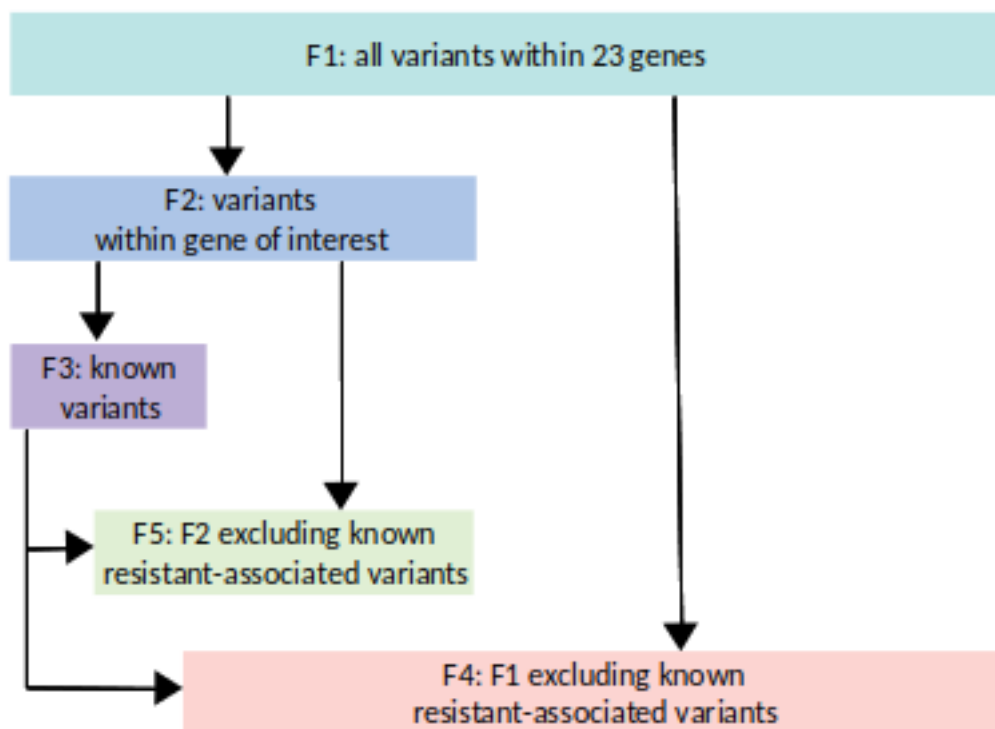 F1: all variants within 23 genes
F2: variants
within gene of interest
F3: known
variants
F5: F2 excluding known
resistant-associated variants
F4: F1 excluding known
resistant-associated variants